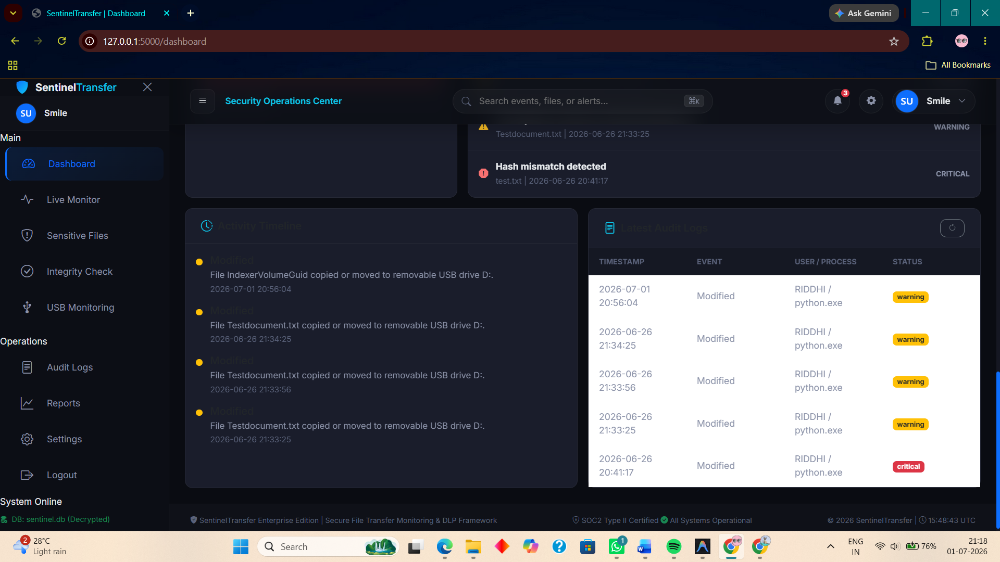 SentinelTransfer | Dashboard
Ask Gemini
127.0.0.1:5000/dashboard
All Bookmarks
SentinelTransfer
SU Smile
Main
Dashboard
Live Monitor
Sensitive Files
Integrity Check
USB Monitoring
Operations
Audit Logs
Reports
Settings
Logout
System Online
DB: sentinel.db (Decrypted)
Security Operations Center
Search events, files, or alerts...
⌘K
3
SU Smile
WARNING
Testdocument.txt | 2026-06-26 21:33:25
Hash mismatch detected
test.txt | 2026-06-26 20:41:17
CRITICAL
Activity Timeline
Modified
File IndexerVolumeGuid copied or moved to removable USB drive D:.
2026-07-01 20:56:04
Modified
File Testdocument.txt copied or moved to removable USB drive D:.
2026-06-26 21:34:25
Modified
File Testdocument.txt copied or moved to removable USB drive D:.
2026-06-26 21:33:56
Modified
File Testdocument.txt copied or moved to removable USB drive D:.
2026-06-26 21:33:25
Latest Audit Logs
TIMESTAMP EVENT USER / PROCESS STATUS
2026-07-01 20:56:04 Modified RIDDHI / python.exe warning
2026-06-26 21:34:25 Modified RIDDHI / python.exe warning
2026-06-26 21:33:56 Modified RIDDHI / python.exe warning
2026-06-26 21:33:25 Modified RIDDHI / python.exe warning
2026-06-26 20:41:17 Modified RIDDHI / python.exe critical
SentinelTransfer Enterprise Edition | Secure File Transfer Monitoring & DLP Framework
SOC2 Type II Certified All Systems Operational
© 2026 SentinelTransfer | 15:48:43 UTC
2
28°C
Light rain
Search
1
ENG
IN
76%
21:18
01-07-2026